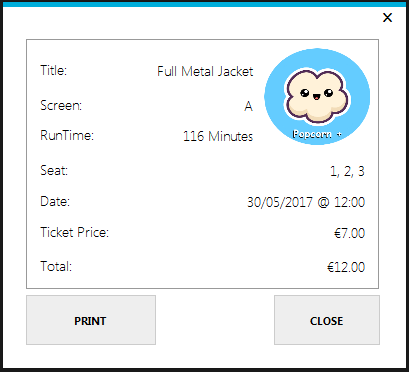 ×
Title: Full Metal Jacket
Screen: A
RunTime: 116 Minutes
Popcorn +
Seat: 1, 2, 3
Date: 30/05/2017 @ 12:00
Ticket Price: €7.00
Total: €12.00
PRINT CLOSE